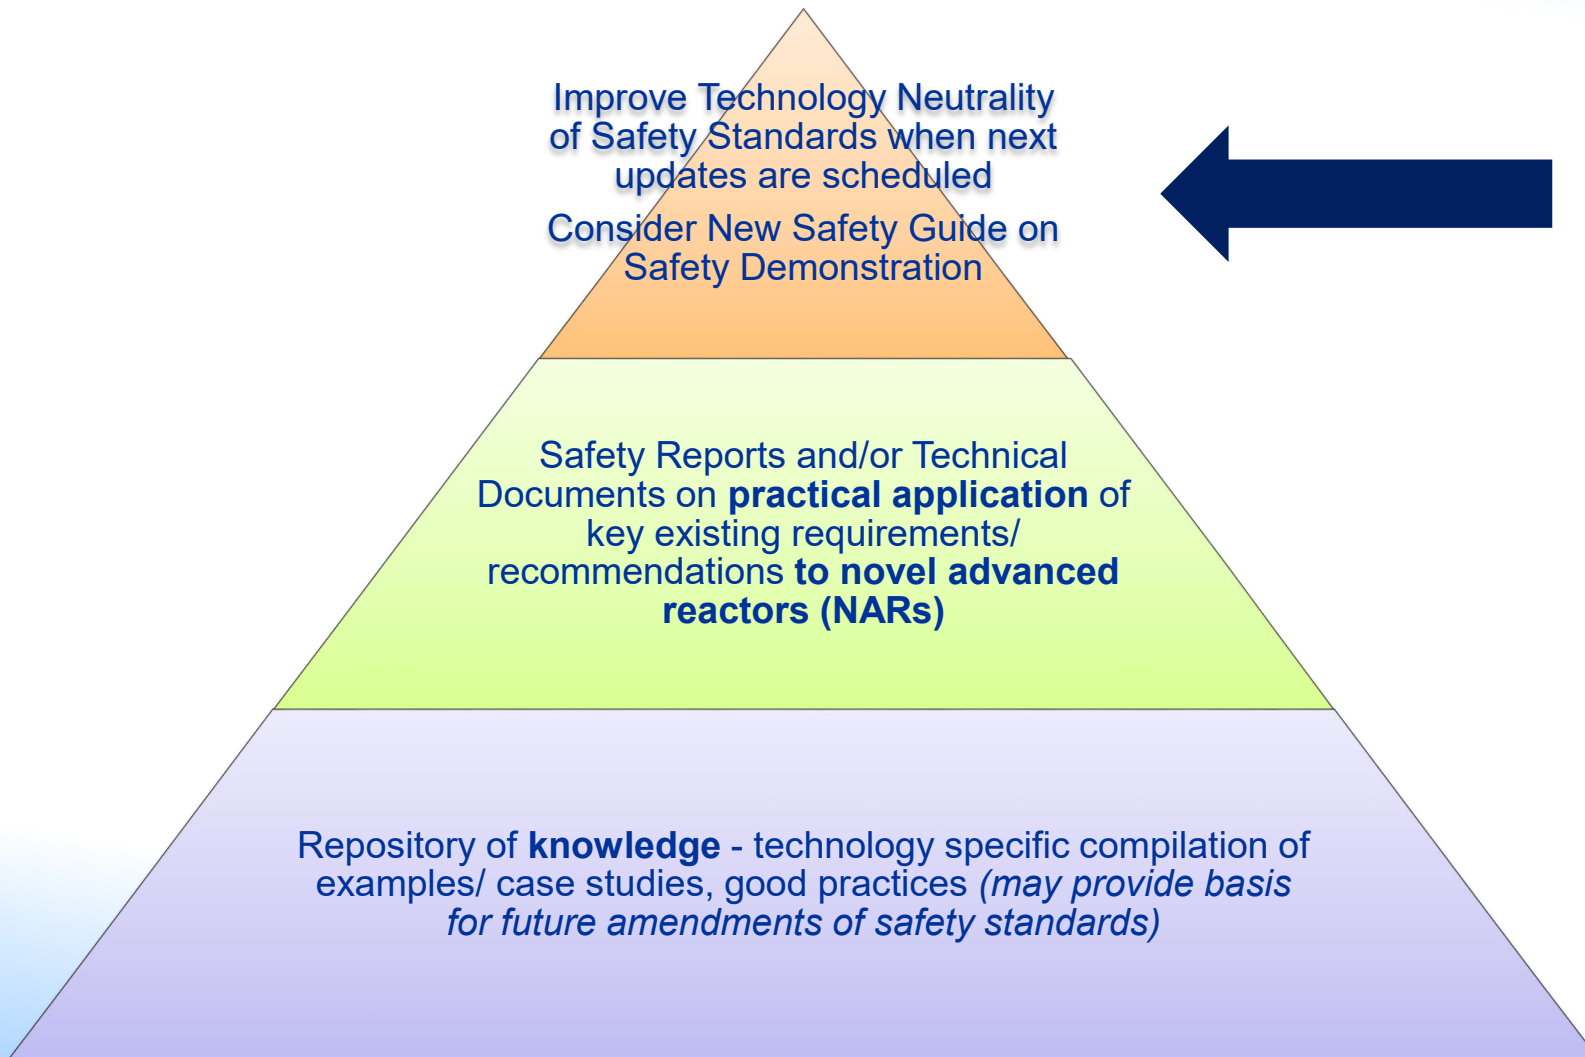 Improve Technology Neutrality
of Safety Standards when next
updates are scheduled
Consider New Safety Guide on
Safety Demonstration
Safety Reports and/or Technical
Documents on practical application of
key existing requirements/
recommendations to novel advanced
reactors (NARs)
Repository of knowledge - technology specific compilation of
examples/ case studies, good practices (may provide basis
for future amendments of safety standards)